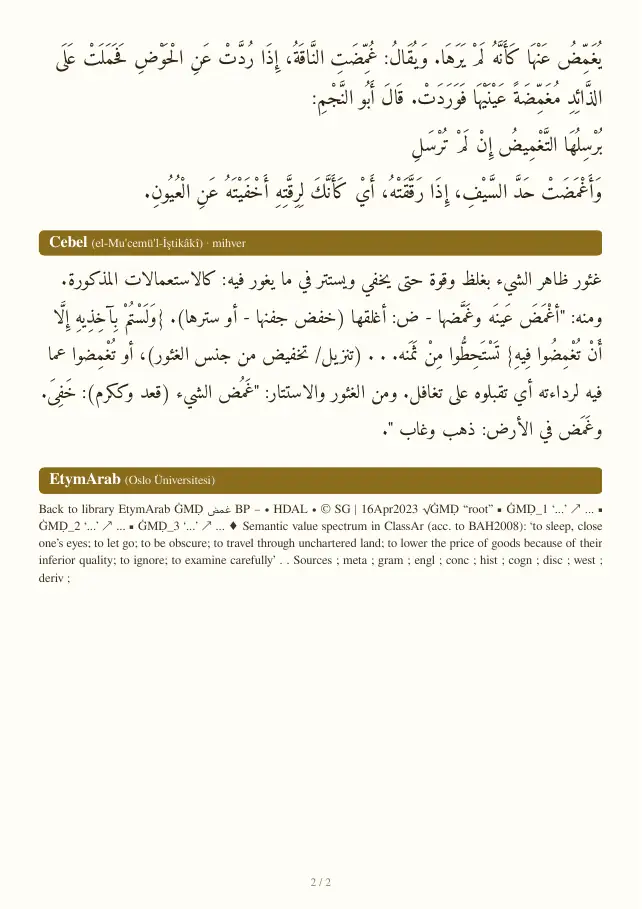 يُغَمِّضُ عَنْهَا كَأَنَّهُ لَمْ يَرَهَا. وَيُقَالُ: غُمِّضَتِ النَّاقَةُ، إِذَا رُدَّتْ عَنِ الْحَوْضِ فَحَمَلَتْ عَلَى
الذَّائِدِ مُغَمِّضَةً عَيْنَيْهَا فَوَرَدَتْ. قَالَ أَبُو النَّجْمِ:
يُرْسِلُهَا التَّغْمِيضُ إِنْ لَمْ تُرْسَلِ
وَأَغْمَضَتْ حَدَّ السَّيْفِ، إِذَا رَقَّقَتْهُ، أَيْ كَأَنَّكَ لِرِقَّتِهِ أَخْفَيْتَهُ عَنِ الْعُيُونِ.
Cebel (el-Mu'cemü'l-İştikâkî) · mihver
غئور ظاهر الشيء بغلظ وقوة حتى يخفي ويستتر في ما يغور فيه: كالاستعمالات المذكورة.
ومنه: "أغْمَضَ عَينَه وغَمَّضها - ض: أغلقها (خفض جفنها - أو سترها). {وَلَسْتُمْ بِآخِذِيهِ إِلَّا
أَنْ تُغْمِضُوا فِيهِ} تَسْتَحِطُّوا مِنْ ثَمَنه. . . (تنزيل/ تخفيض من جنس الغئور)، أو تُغْمِضوا عما
فيه لرداءته أي تقبلوه على تغافل. ومن الغئور والاستتار: "غَمُض الشيء (قعد وككرم): خَفِىَ.
وغَمَض في الأرض: ذهب وغاب ".
EtymArab (Oslo Üniversitesi)
Back to library EtymArab ĠMḌ غمض BP – • HDAL • © SG | 16Apr2023 √ĠMḌ “root” ▪ ĠMḌ_1 ‘...’ ↗ ... ▪
ĠMḌ_2 ‘...’ ↗ ... ▪ ĠMḌ_3 ‘...’ ↗ ... ♦ Semantic value spectrum in ClassAr (acc. to BAH2008): ‘to sleep, close
one’s eyes; to let go; to be obscure; to travel through unchartered land; to lower the price of goods because of their
inferior quality; to ignore; to examine carefully’ . . Sources ; meta ; gram ; engl ; conc ; hist ; cogn ; disc ; west ;
deriv ;
2 / 2